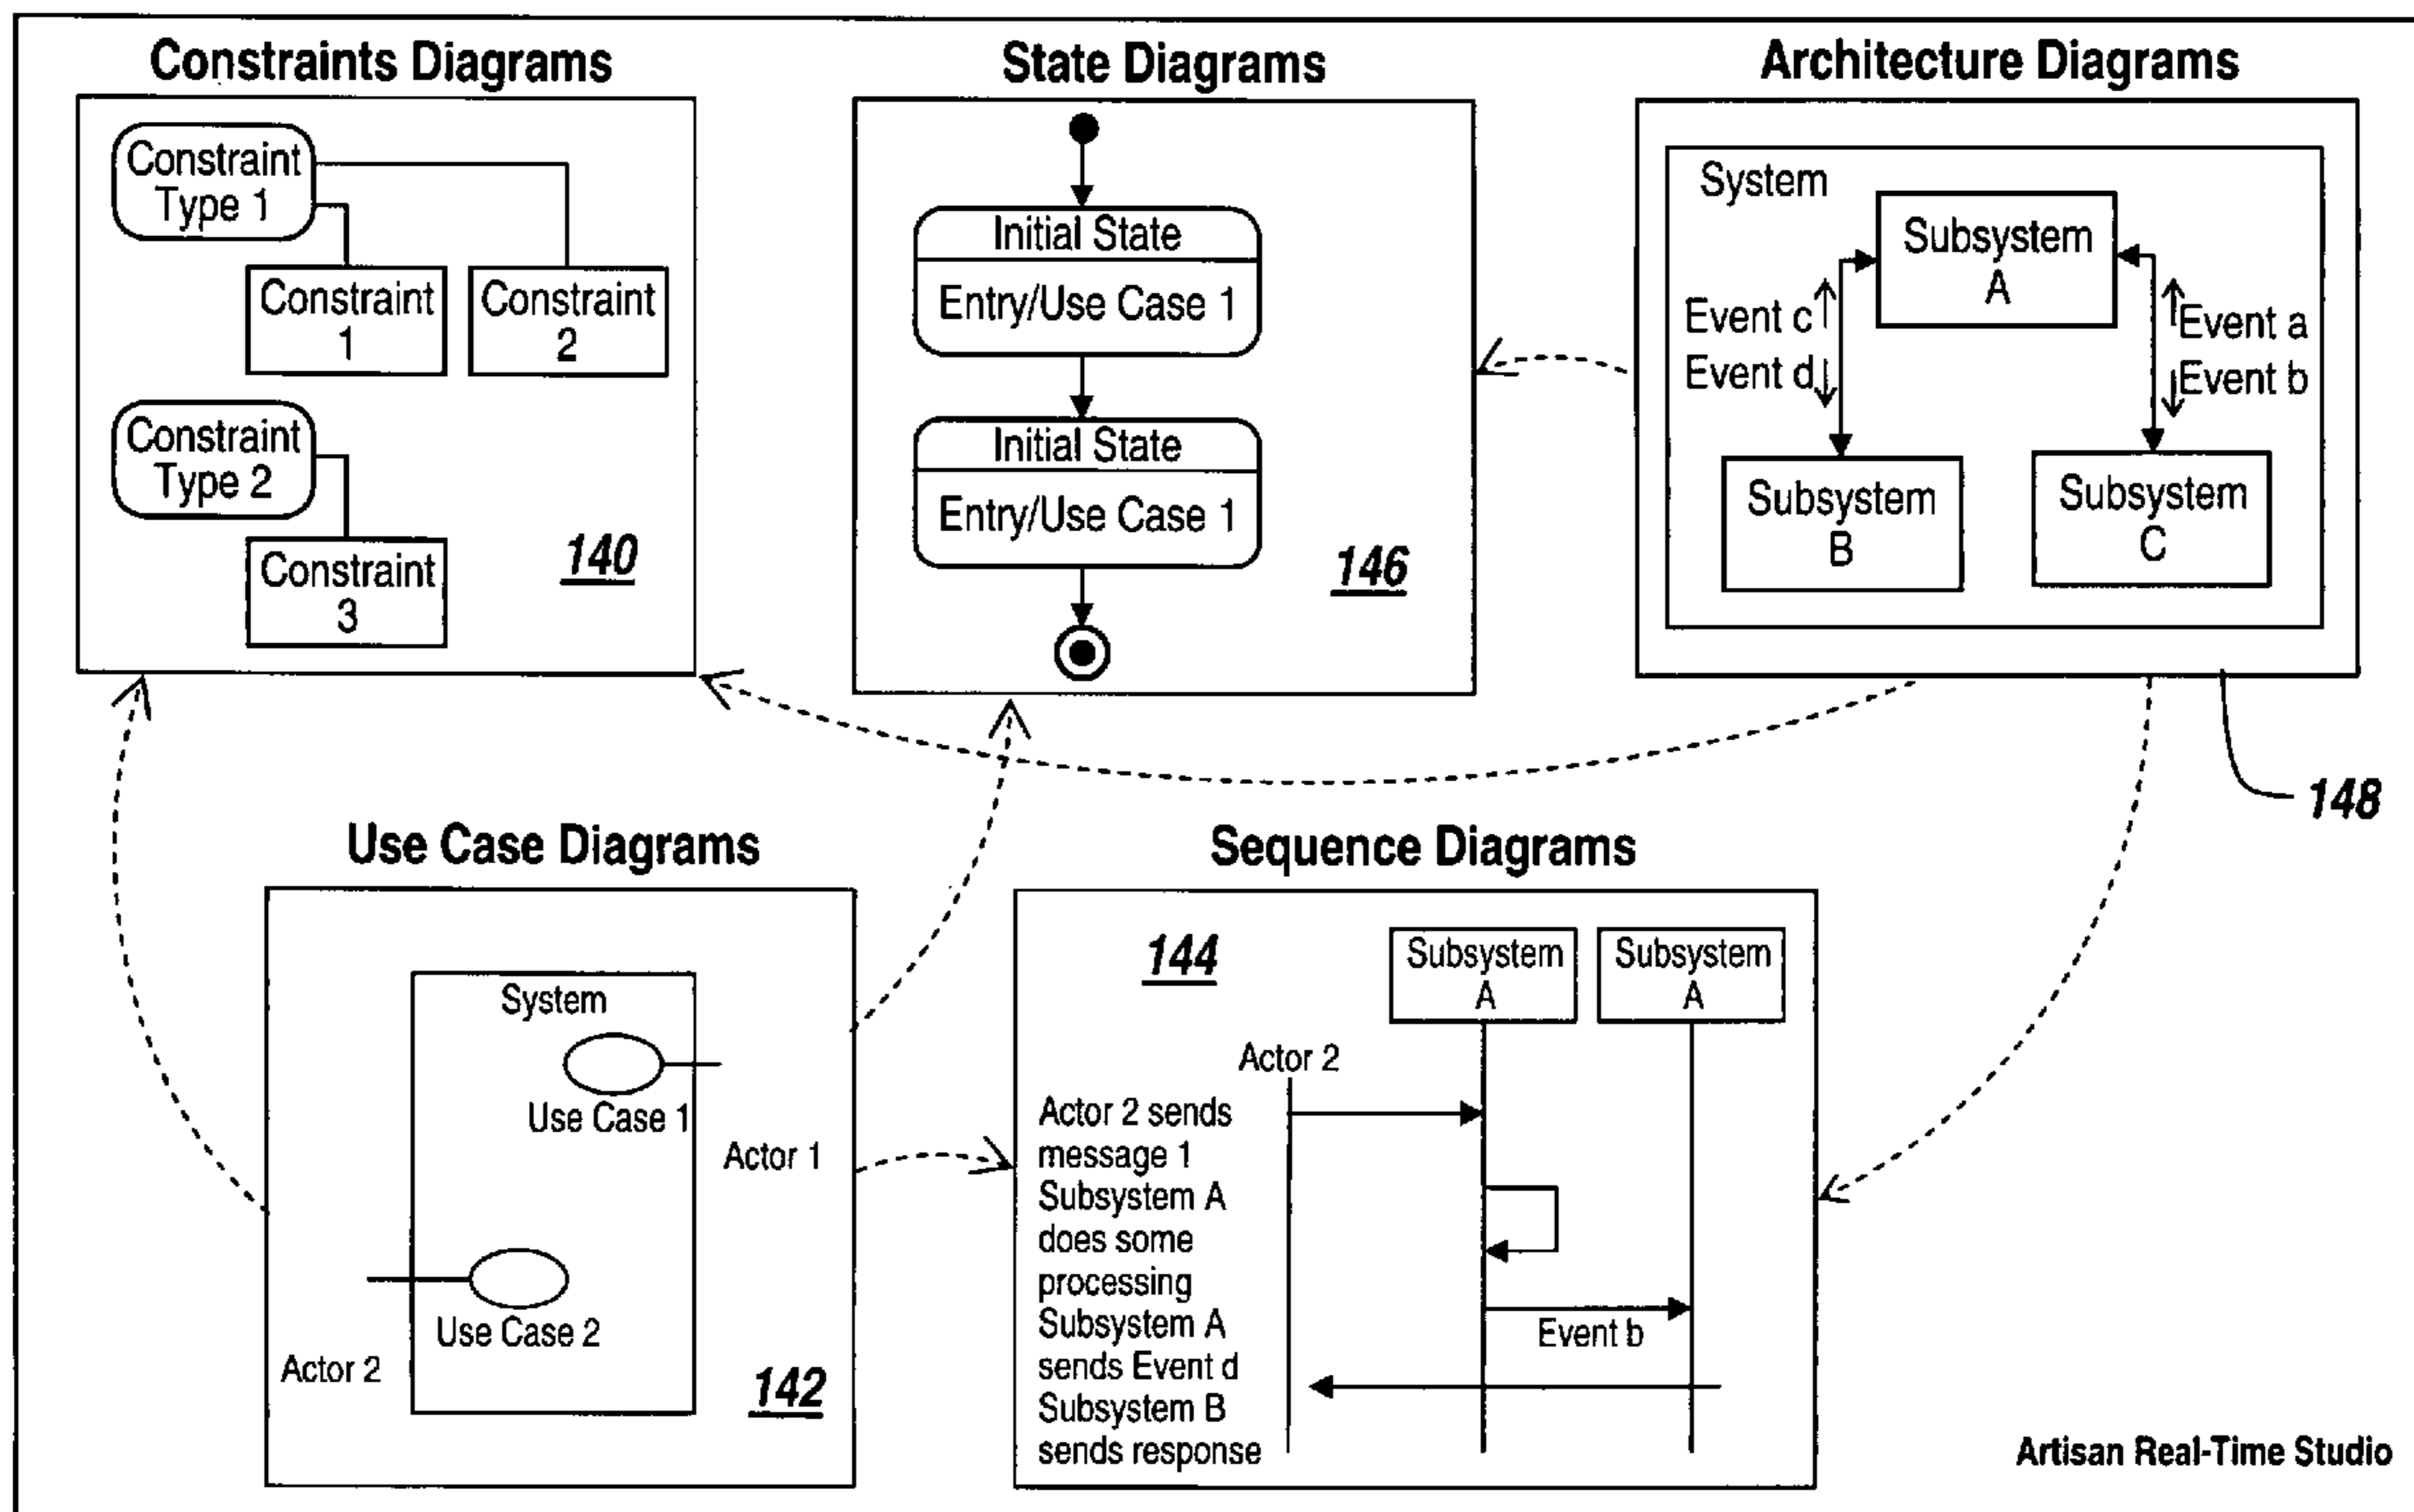 Constraints Diagrams
Constraint
Type 1
Constraint
1
Constraint
2
Constraint
Type 2
Constraint
3
140
State Diagrams
Initial State
Entry/Use Case 1
Initial State
Entry/Use Case 1
146
Architecture Diagrams
System
Subsystem
A
Event c
Event d
Event a
Event b
Subsystem
B
Subsystem
C
148
Use Case Diagrams
System
Use Case 1
Actor 1
Use Case 2
Actor 2
142
Sequence Diagrams
144
Subsystem
A
Subsystem
A
Actor 2
Actor 2 sends
message 1
Subsystem A
does some
processing
Subsystem A
sends Event d
Subsystem B
sends response
Event b
Artisan Real-Time Studio